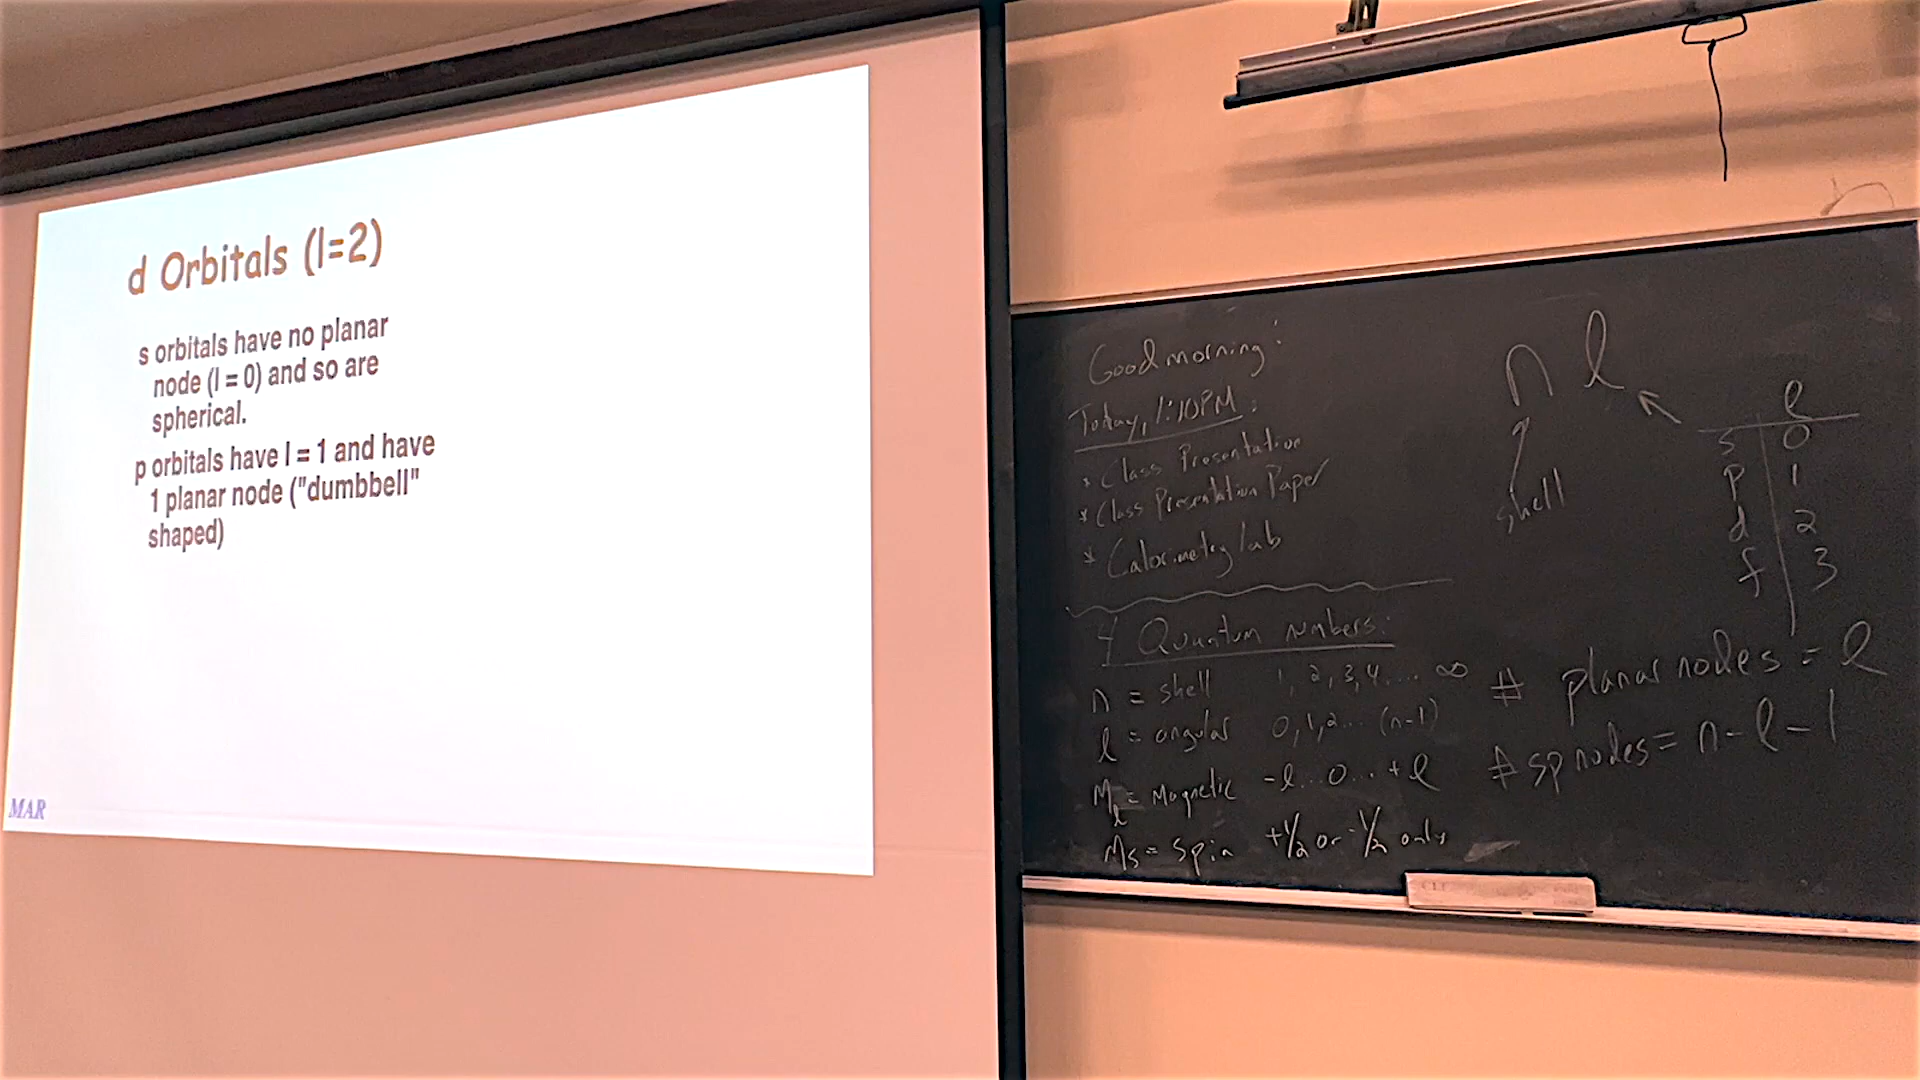 d Orbitals (l=2)
s orbitals have no planar
node (l = 0) and so are
spherical.
p orbitals have l = 1 and have
1 planar node ("dumbbell"
shaped)
MAR
Good morning!
Today, 1:10PM:
* Class Presentation
* Class Presentation Paper
* Calorimetry lab
4 Quantum numbers:
n = shell 1, 2, 3, 4.... ∞
l = angular 0, 1, 2... (n-1)
Ml = Magnetic -l...0...+l
Ms = spin +1/2 or -1/2 only
n l
shell
l
s 0
p 1
d 2
f 3
# planar nodes = l
# sp nodes = n-l-1